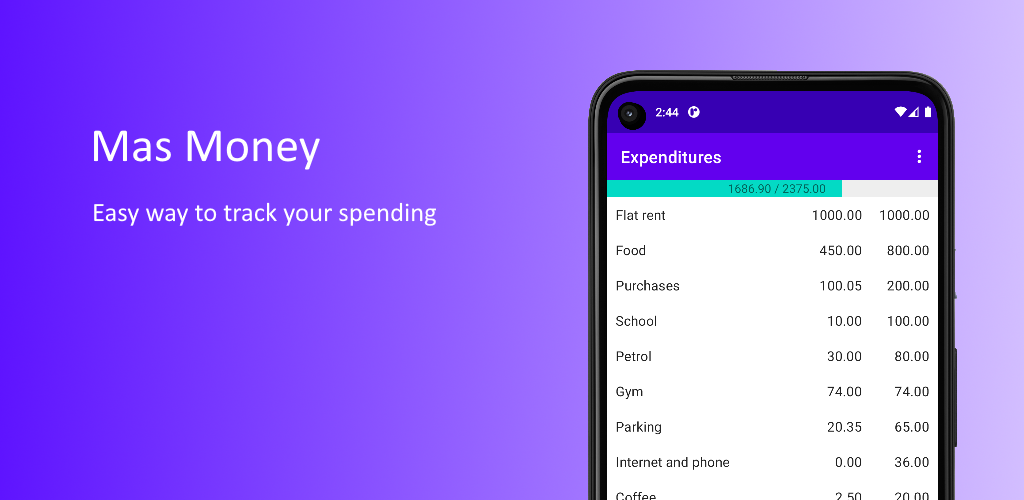 Mas Money
Easy way to track your spending
2:44
Expenditures
1686.90 / 2375.00
Flat rent 1000.00 1000.00
Food 450.00 800.00
Purchases 100.05 200.00
School 10.00 100.00
Petrol 30.00 80.00
Gym 74.00 74.00
Parking 20.35 65.00
Internet and phone 0.00 36.00
Coffee 2.50 20.00